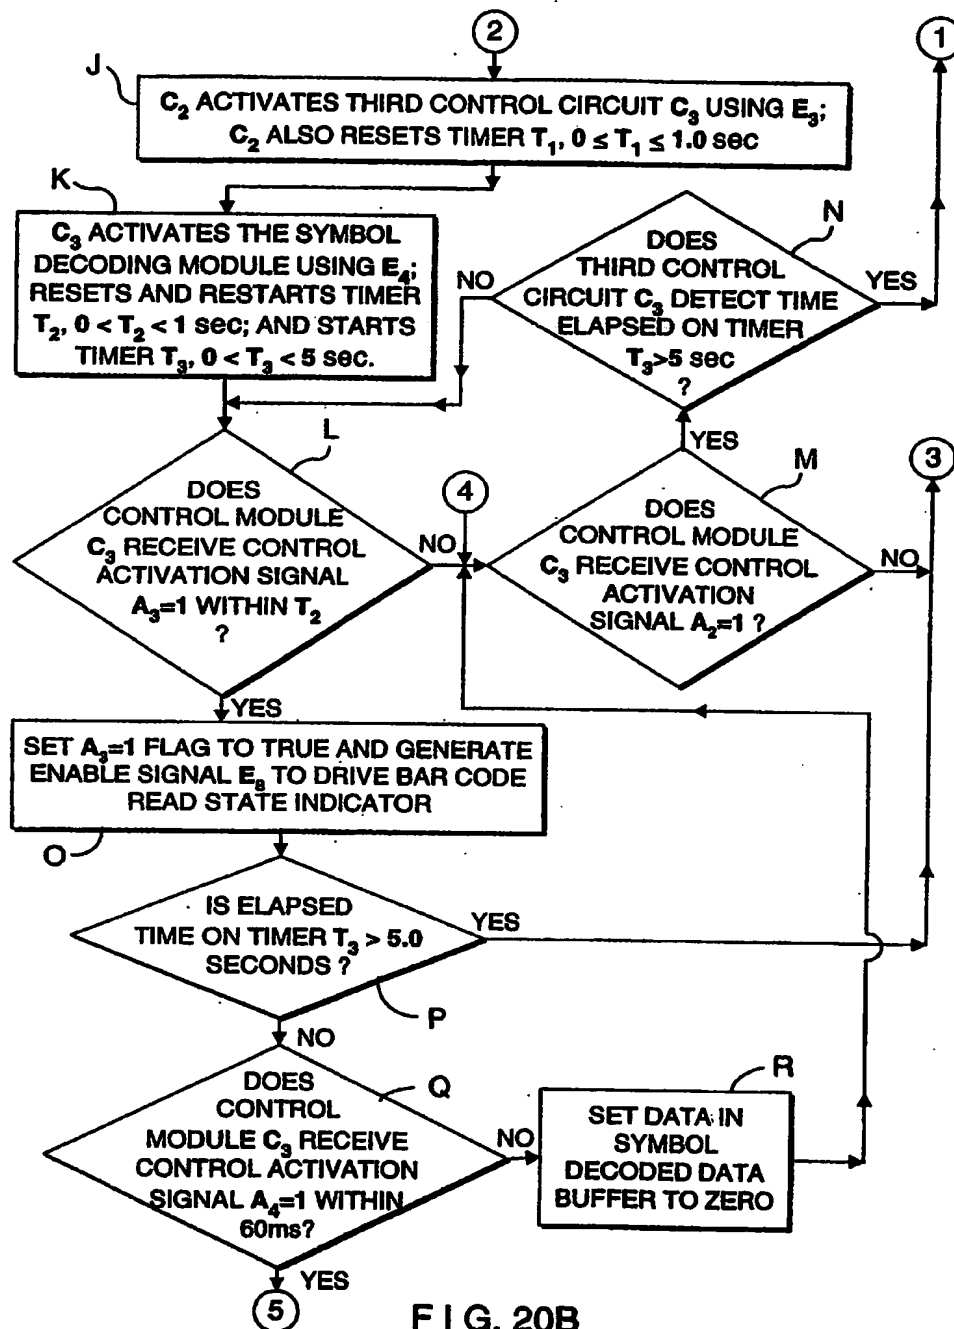 2
1
J
C₂ ACTIVATES THIRD CONTROL CIRCUIT C₃ USING E₃;
C₂ ALSO RESETS TIMER T₁, 0 ≤ T₁ ≤ 1.0 sec
K
C₃ ACTIVATES THE SYMBOL
DECODING MODULE USING E₄;
RESETS AND RESTARTS TIMER
T₂, 0 < T₂ < 1 sec; AND STARTS
TIMER T₃, 0 < T₃ < 5 sec.
N
DOES
THIRD CONTROL
CIRCUIT C₃ DETECT TIME
ELAPSED ON TIMER
T₃>5 sec
?
NO
YES
L
DOES
CONTROL MODULE
C₃ RECEIVE CONTROL
ACTIVATION SIGNAL
A₃=1 WITHIN T₂
?
NO
YES
4
YES
M
DOES
CONTROL MODULE
C₃ RECEIVE CONTROL
ACTIVATION
SIGNAL A₂=1 ?
NO
3
SET A₃=1 FLAG TO TRUE AND GENERATE
ENABLE SIGNAL E₈ TO DRIVE BAR CODE
READ STATE INDICATOR
O
IS ELAPSED
TIME ON TIMER T₃ > 5.0
SECONDS ?
YES
P
NO
DOES
CONTROL
MODULE C₃ RECEIVE
CONTROL ACTIVATION
SIGNAL A₄=1 WITHIN
60ms?
Q
NO
R
SET DATA IN
SYMBOL
DECODED DATA
BUFFER TO ZERO
YES
5
FIG. 20B